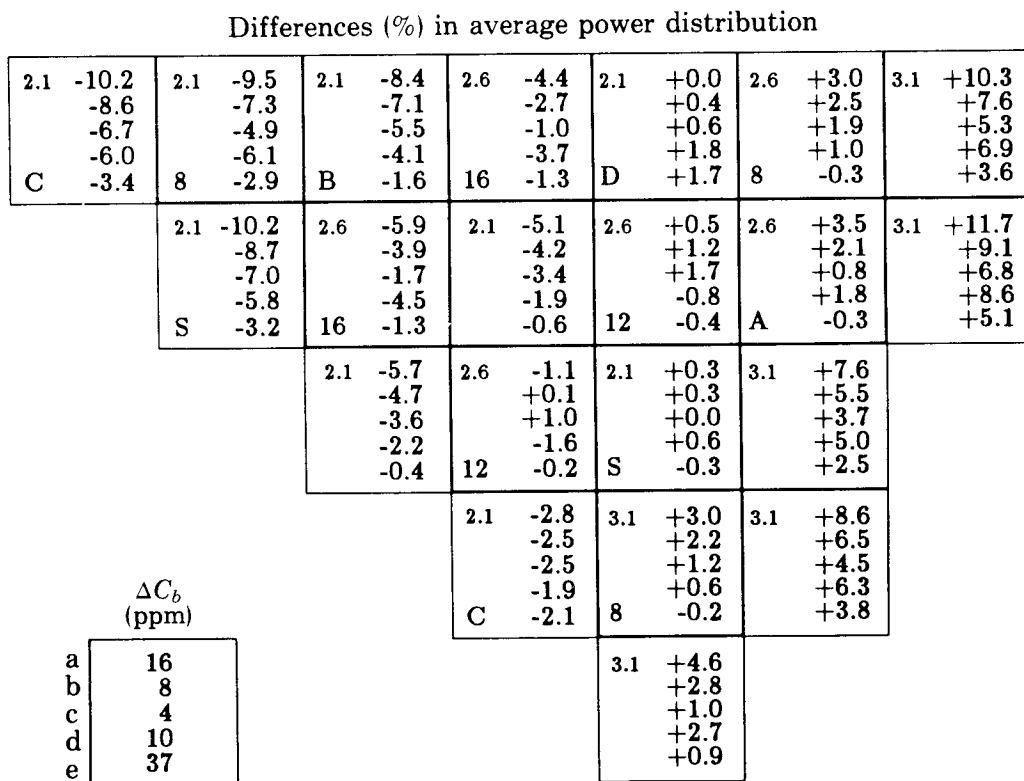 Differences (%) in average power distribution
2.1 -10.2 2.1 -9.5 2.1 -8.4 2.6 -4.4 2.1 +0.0 2.6 +3.0 3.1 +10.3
-8.6 -7.3 -7.1 -2.7 +0.4 +2.5 +7.6
-6.7 -4.9 -5.5 -1.0 +0.6 +1.9 +5.3
-6.0 -6.1 -4.1 -3.7 +1.8 +1.0 +6.9
C -3.4 8 -2.9 B -1.6 16 -1.3 D +1.7 8 -0.3 +3.6
2.1 -10.2 2.6 -5.9 2.1 -5.1 2.6 +0.5 2.6 +3.5 3.1 +11.7
-8.7 -3.9 -4.2 +1.2 +2.1 +9.1
-7.0 -1.7 -3.4 +1.7 +0.8 +6.8
-5.8 -4.5 -1.9 -0.8 +1.8 +8.6
S -3.2 16 -1.3 -0.6 12 -0.4 A -0.3 +5.1
2.1 -5.7 2.6 -1.1 2.1 +0.3 3.1 +7.6
-4.7 +0.1 +0.3 +5.5
-3.6 +1.0 +0.0 +3.7
-2.2 -1.6 +0.6 +5.0
-0.4 12 -0.2 S -0.3 +2.5
2.1 -2.8 3.1 +3.0 3.1 +8.6
-2.5 +2.2 +6.5
-2.5 +1.2 +4.5
-1.9 +0.6 +6.3
C -2.1 8 -0.2 +3.8
3.1 +4.6
+2.8
+1.0
+2.7
+0.9
ΔC_b
(ppm)
a 16
b 8
c 4
d 10
e 37